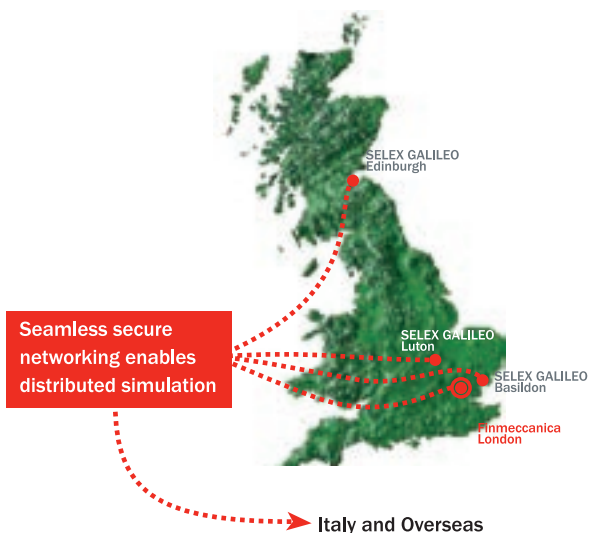 SELEX GALILEO
Edinburgh
Seamless secure
networking enables
distributed simulation
SELEX GALILEO
Luton
SELEX GALILEO
Basildon
Finmeccanica
London
Italy and Overseas